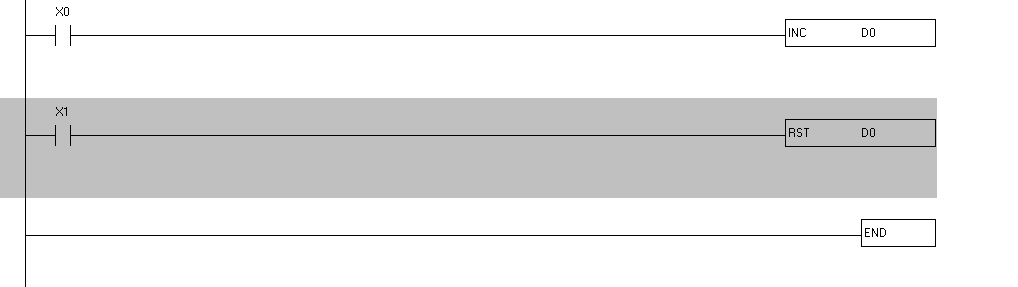 X0
INC D0
X1
RST D0
END